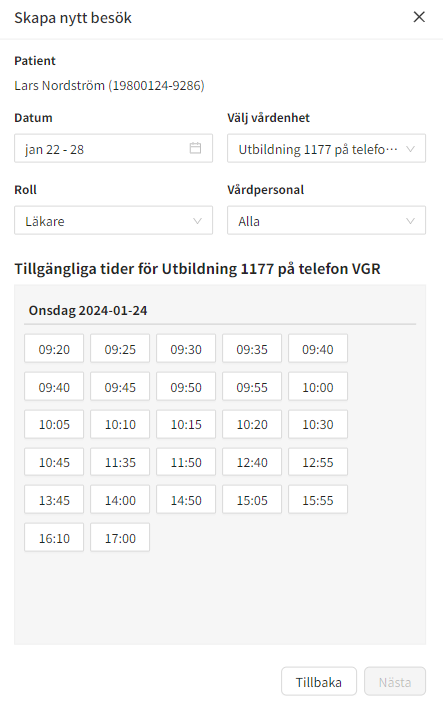 Skapa nytt besök
Patient
Lars Nordström (19800124-9286)
Datum Välj vårdenhet
jan 22 - 28 Utbildning 1177 på telefo···
Roll Vårdpersonal
Läkare Alla
Tillgängliga tider för Utbildning 1177 på telefon VGR
Onsdag 2024-01-24
09:20 09:25 09:30 09:35 09:40
09:40 09:45 09:50 09:55 10:00
10:05 10:10 10:15 10:20 10:30
10:45 11:35 11:50 12:40 12:55
13:45 14:00 14:50 15:05 15:55
16:10 17:00
Tillbaka Nästa